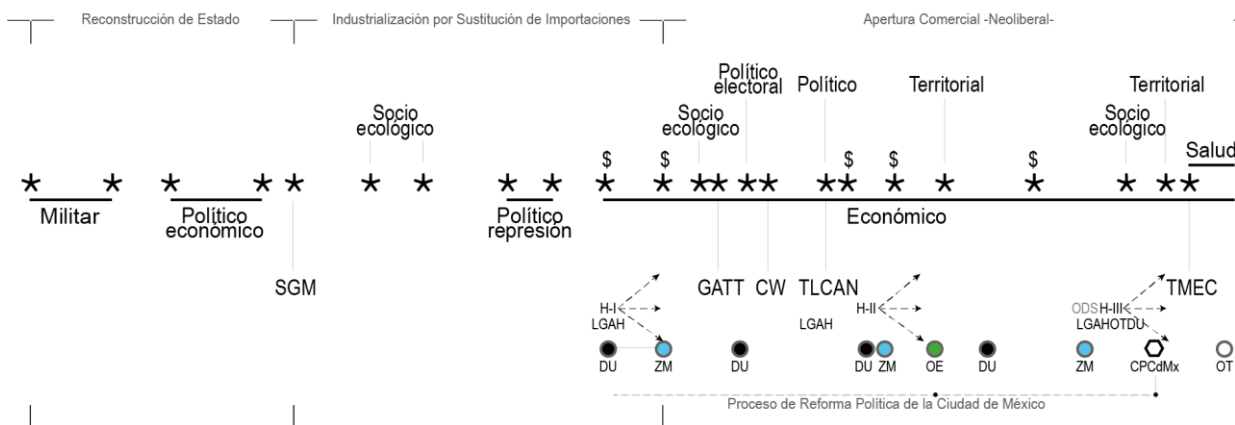 Reconstrucción de Estado
Industrialización por Sustitución de Importaciones
Apertura Comercial -Neoliberal-
Político
electoral
Político
Territorial
Territorial
Socio
ecológico
Socio
ecológico
Socio
ecológico
$ $ $ $ $
Salud
* * * * * * * * * * * * * * * * * * * * * * *
Militar
Político
económico
Político
represión
Económico
SGM
GATT CW TLCAN
TMEC
H-I
LGAH
LGAH
H-II
ODS H-III
LGAHOTDU
DU ZM DU DU ZM OE DU ZM CPCdMx OT
Proceso de Reforma Política de la Ciudad de México